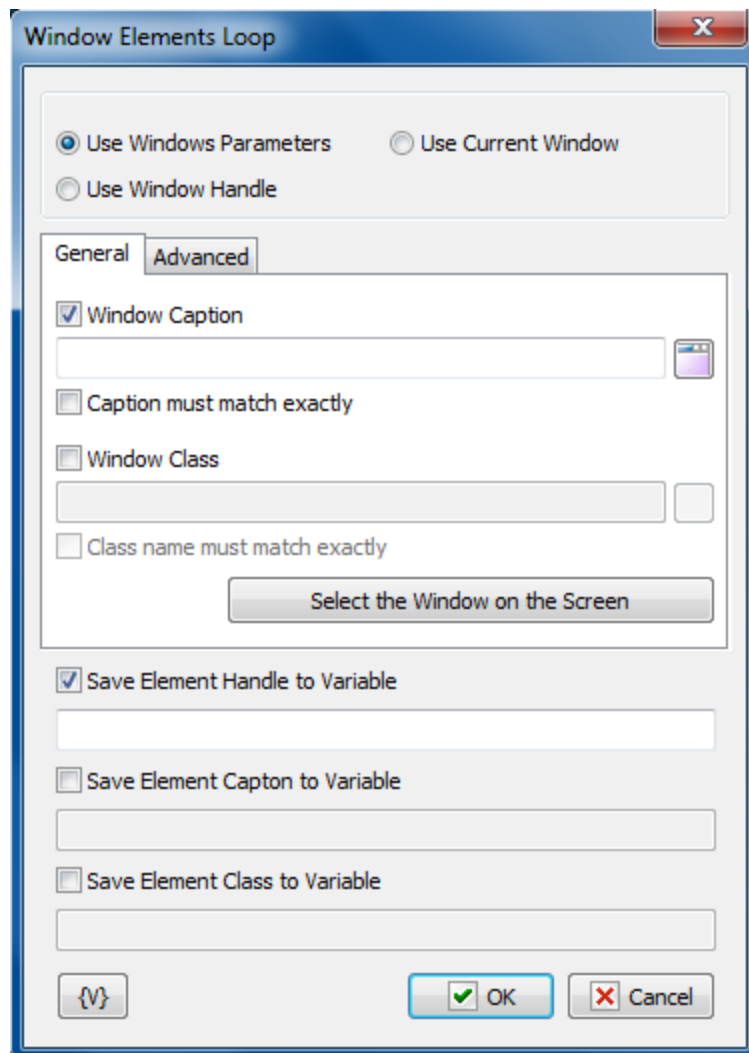 Window Elements Loop
Use Windows Parameters Use Current Window
Use Window Handle
General Advanced
Window Caption
Caption must match exactly
Window Class
Class name must match exactly
Select the Window on the Screen
Save Element Handle to Variable
Save Element Capton to Variable
Save Element Class to Variable
{V} OK Cancel